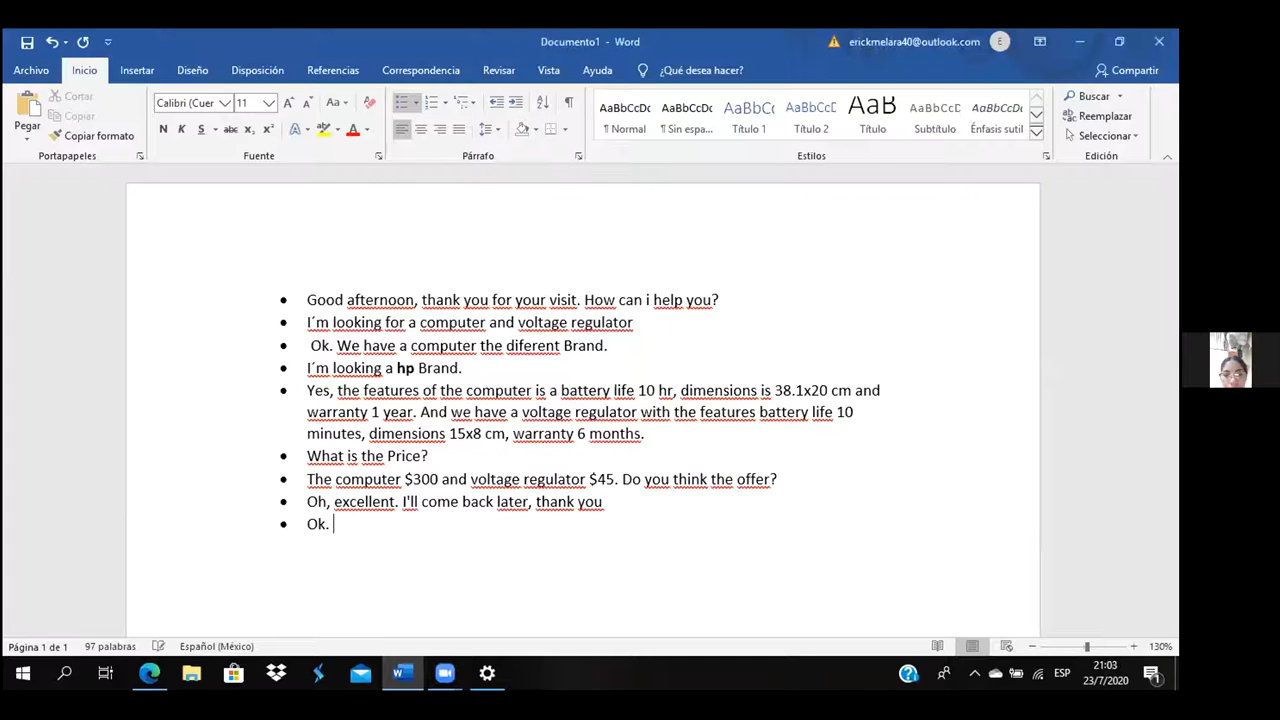 Documento1 - Word
erickmelara40@outlook.com
E
Archivo
Inicio
Insertar
Diseño
Disposición
Referencias
Correspondencia
Revisar
Vista
Ayuda
¿Qué desea hacer?
Compartir
Pegar
Cortar
Copiar
Copiar formato
Portapapeles
Calibri (Cuer
11
Aa
N K S abc x₂ x²
Fuente
Párrafo
AaBbCcDc
¶ Normal
AaBbCcDc
¶ Sin espa...
AaBbCc
Título 1
AaBbCcC
Título 2
AaB
Título
AaBbCcD
Subtítulo
AaBbCcDc
Énfasis sutil
Estilos
Buscar
Reemplazar
Seleccionar
Edición
• Good afternoon, thank you for your visit. How can i help you?
• I´m looking for a computer and voltage regulator
• Ok. We have a computer the diferent Brand.
• I´m looking a hp Brand.
• Yes, the features of the computer is a battery life 10 hr, dimensions is 38.1x20 cm and
warranty 1 year. And we have a voltage regulator with the features battery life 10
minutes, dimensions 15x8 cm, warranty 6 months.
• What is the Price?
• The computer $300 and voltage regulator $45. Do you think the offer?
• Oh, excellent. I'll come back later, thank you
• Ok.
Página 1 de 1
97 palabras
Español (México)
130%
ESP
21:03
23/7/2020
1